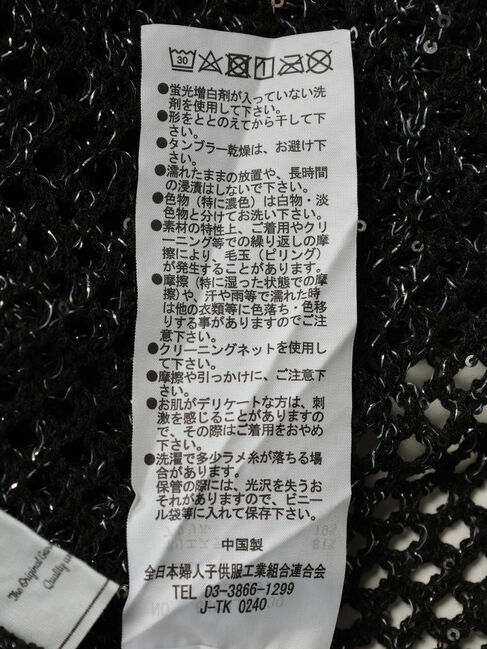 30
●蛍光増白剤が入っていない洗
剤を使用して下さい。
●形をととのえてから干して下
さい。
●タンブラー乾燥は、お避け下
さい。
●濡れたままの放置や、長時間
の浸漬はしないで下さい。
●色物（特に濃色）は白物・淡
色物と分けてお洗い下さい。
●素材の特性上、ご着用やクリ
ーニング等での繰り返しの摩
擦により、毛玉（ピリング）
が発生することがあります。
●摩擦（特に湿った状態での摩
擦）や、汗や雨等で濡れた時
は他の衣類等に色落ち・色移
りする事がありますのでご注
意下さい。
●クリーニングネットを使用し
て下さい。
●摩擦や引っかけに、ご注意下
さい。
●お肌がデリケートな方は、刺
激を感じることがありますの
で、その際はご着用をおやめ
下さい。
●洗濯で多少ラメ糸が落ちる場
合があります。
保管の際には、光沢を失うお
それがありますので、ビニー
ル袋等に入れて保存下さい。
中国製
全日本婦人子供服工業組合連合会
TEL 03-3866-1299
J-TK 0240
The Original
Quality